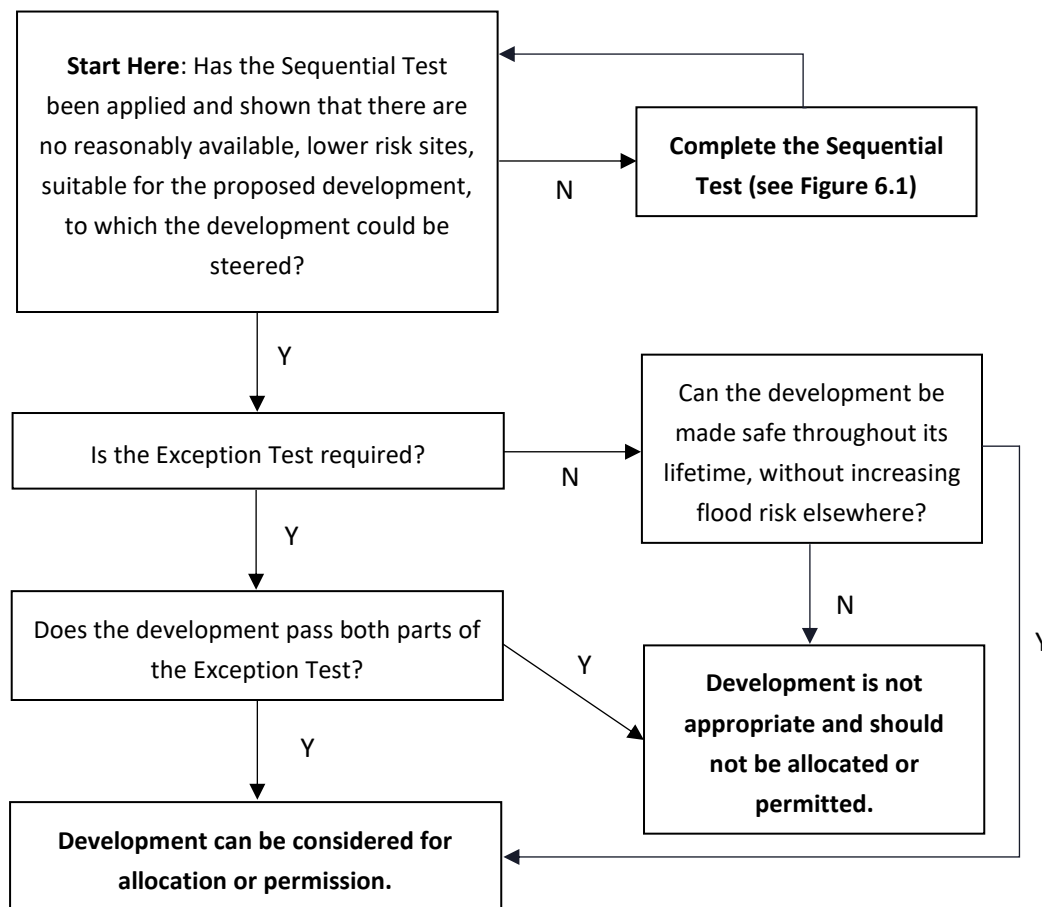 Start Here: Has the Sequential Test
been applied and shown that there are
no reasonably available, lower risk sites,
suitable for the proposed development,
to which the development could be
steered?
N
Complete the Sequential
Test (see Figure 6.1)
Y
Is the Exception Test required?
N
Can the development be
made safe throughout its
lifetime, without increasing
flood risk elsewhere?
Y
N
Y
Does the development pass both parts of
the Exception Test?
Y
Development is not
appropriate and should
not be allocated or
permitted.
Y
Development can be considered for
allocation or permission.